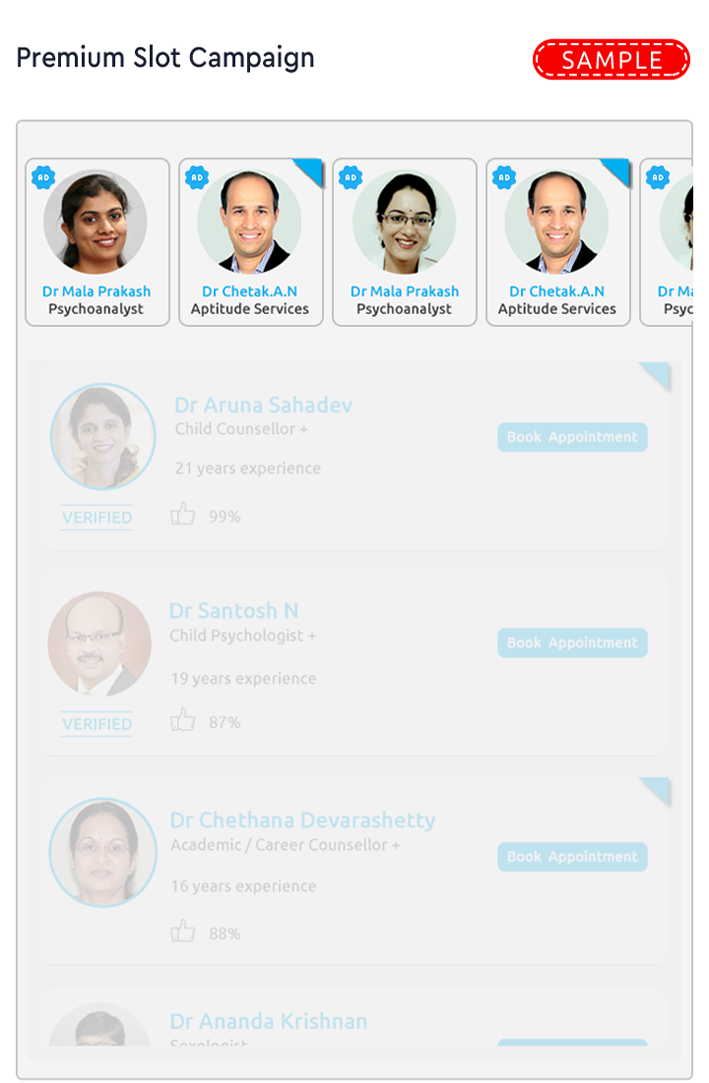 Premium Slot Campaign
SAMPLE
AD
AD
AD
AD
AD
Dr Mala Prakash
Psychoanalyst
Dr Chetak.A.N
Aptitude Services
Dr Mala Prakash
Psychoanalyst
Dr Chetak.A.N
Aptitude Services
Dr Ma
Psyc
Dr Aruna Sahadev
Child Counsellor +
Book Appointment
21 years experience
VERIFIED
99%
Dr Santosh N
Child Psychologist +
Book Appointment
19 years experience
VERIFIED
87%
Dr Chethana Devarashetty
Academic / Career Counsellor +
Book Appointment
16 years experience
88%
Dr Ananda Krishnan
Sexologist